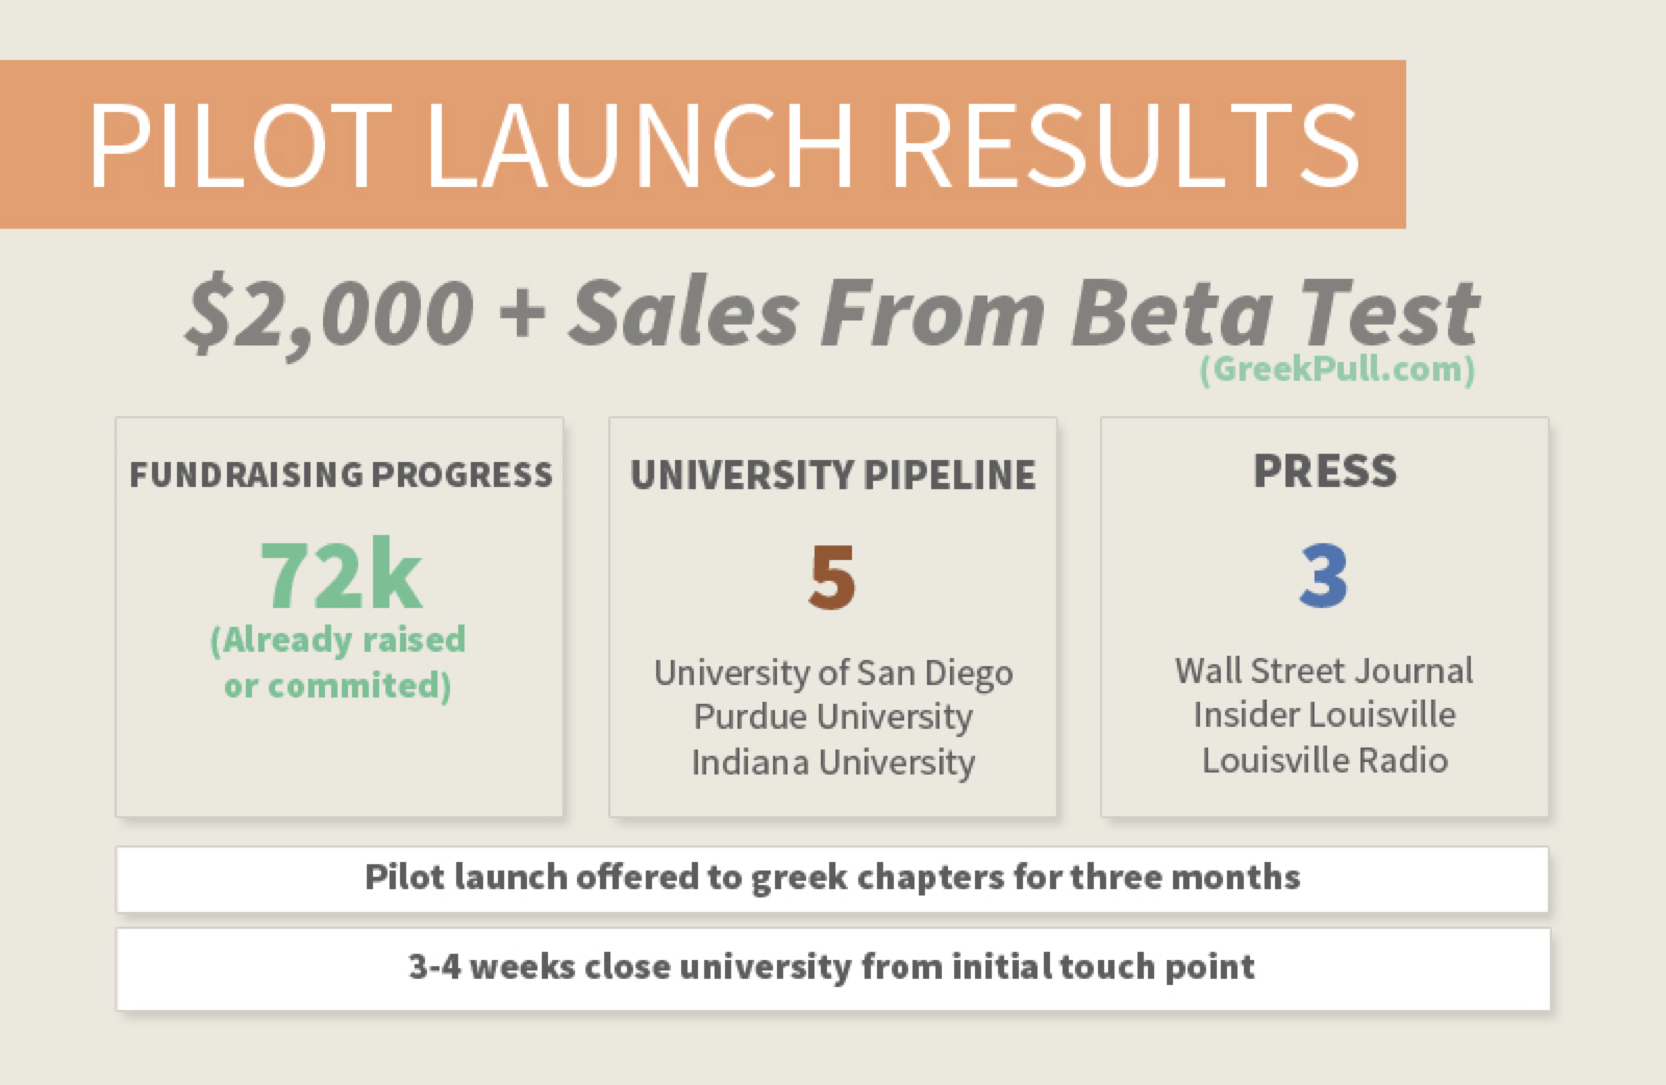 PILOT LAUNCH RESULTS
$2,000 + Sales From Beta Test
(GreekPull.com)
FUNDRAISING PROGRESS
72k
(Already raised
or commited)
UNIVERSITY PIPELINE
5
University of San Diego
Purdue University
Indiana University
PRESS
3
Wall Street Journal
Insider Louisville
Louisville Radio
Pilot launch offered to greek chapters for three months
3-4 weeks close university from initial touch point